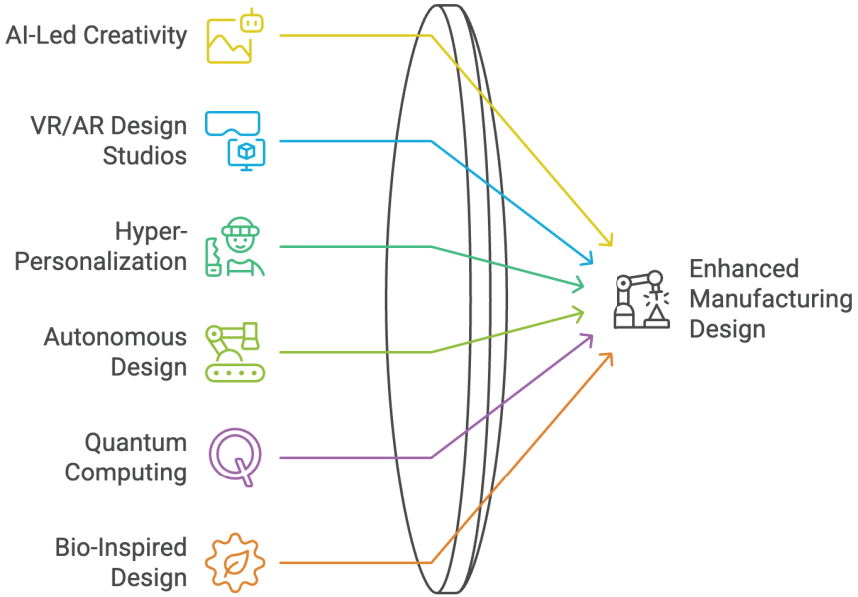 AI-Led Creativity
VR/AR Design
Studios
Hyper-
Personalization
Autonomous
Design
Quantum
Computing
Bio-Inspired
Design
Enhanced
Manufacturing
Design